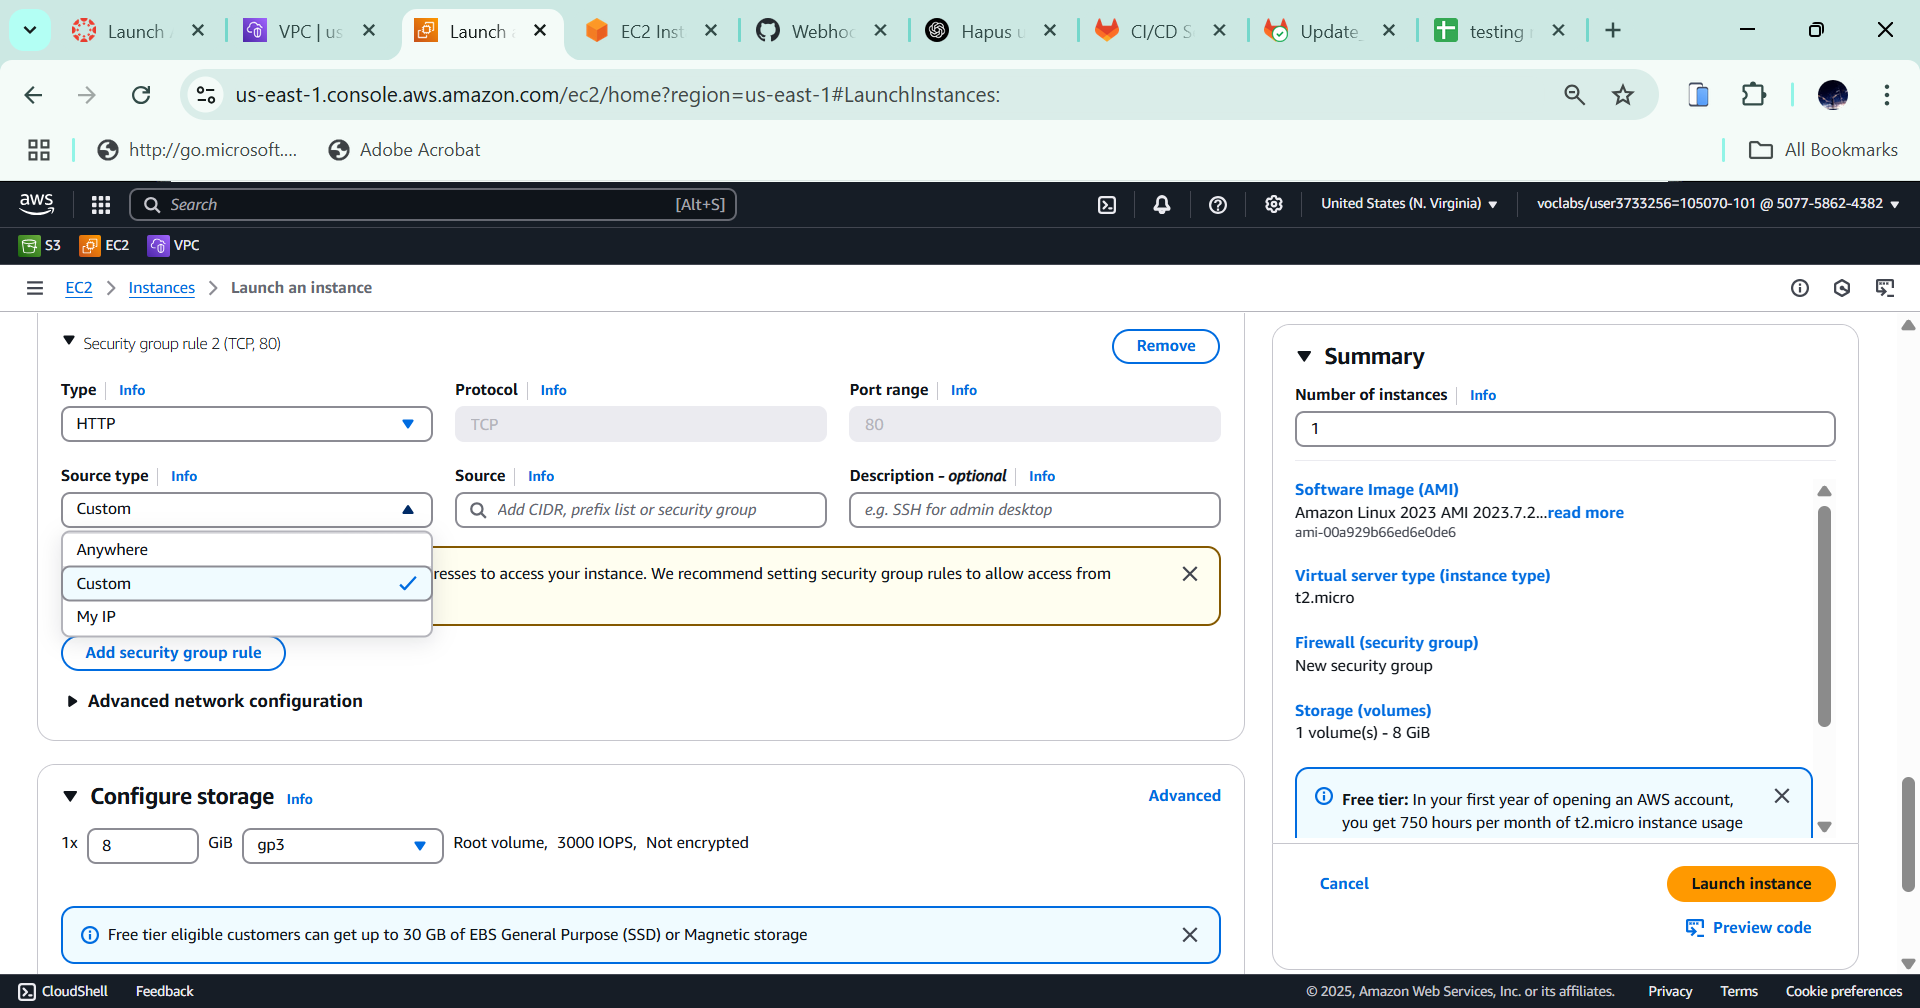 Launch
VPC | us
Launch
EC2 Inst
Webhoo
Hapus u
CI/CD S
Update_
testing
us-east-1.console.aws.amazon.com/ec2/home?region=us-east-1#LaunchInstances:
http://go.microsoft....
Adobe Acrobat
All Bookmarks
aws
Search
[Alt+S]
United States (N. Virginia)
voclabs/user3733256=105070-101 @ 5077-5862-4382
S3
EC2
VPC
EC2
Instances
Launch an instance
Security group rule 2 (TCP, 80)
Remove
Type
Info
Protocol
Info
Port range
Info
HTTP
TCP
80
Source type
Info
Source
Info
Description - optional
Info
Custom
Add CIDR, prefix list or security group
e.g. SSH for admin desktop
Anywhere
Custom
My IP
resses to access your instance. We recommend setting security group rules to allow access from
Add security group rule
Advanced network configuration
Configure storage
Info
Advanced
1x
8
GiB
gp3
Root volume, 3000 IOPS, Not encrypted
Free tier eligible customers can get up to 30 GB of EBS General Purpose (SSD) or Magnetic storage
Summary
Number of instances
Info
1
Software Image (AMI)
Amazon Linux 2023 AMI 2023.7.2...read more
ami-00a929b66ed6e0de6
Virtual server type (instance type)
t2.micro
Firewall (security group)
New security group
Storage (volumes)
1 volume(s) - 8 GiB
Free tier: In your first year of opening an AWS account,
you get 750 hours per month of t2.micro instance usage
Cancel
Launch instance
Preview code
CloudShell
Feedback
© 2025, Amazon Web Services, Inc. or its affiliates.
Privacy
Terms
Cookie preferences